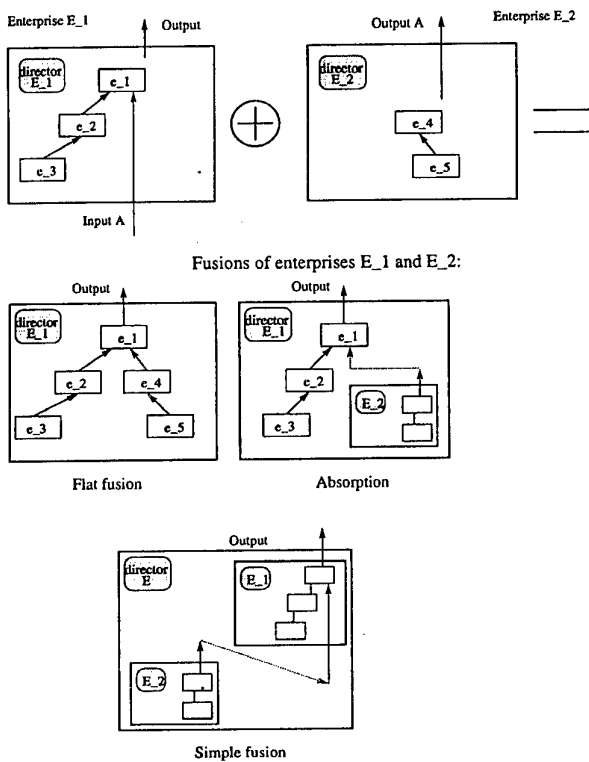 Enterprise E_1
Output
Output A
Enterprise E_2
director
E_1
e_1
e_2
e_3
Input A
director
E_2
e_4
e_5
Fusions of enterprises E_1 and E_2:
Output
director
E_1
e_1
e_2
e_4
e_3
e_5
Flat fusion
Output
director
E_1
e_1
e_2
e_3
E_2
Absorption
Output
director
E
E_1
E_2
Simple fusion